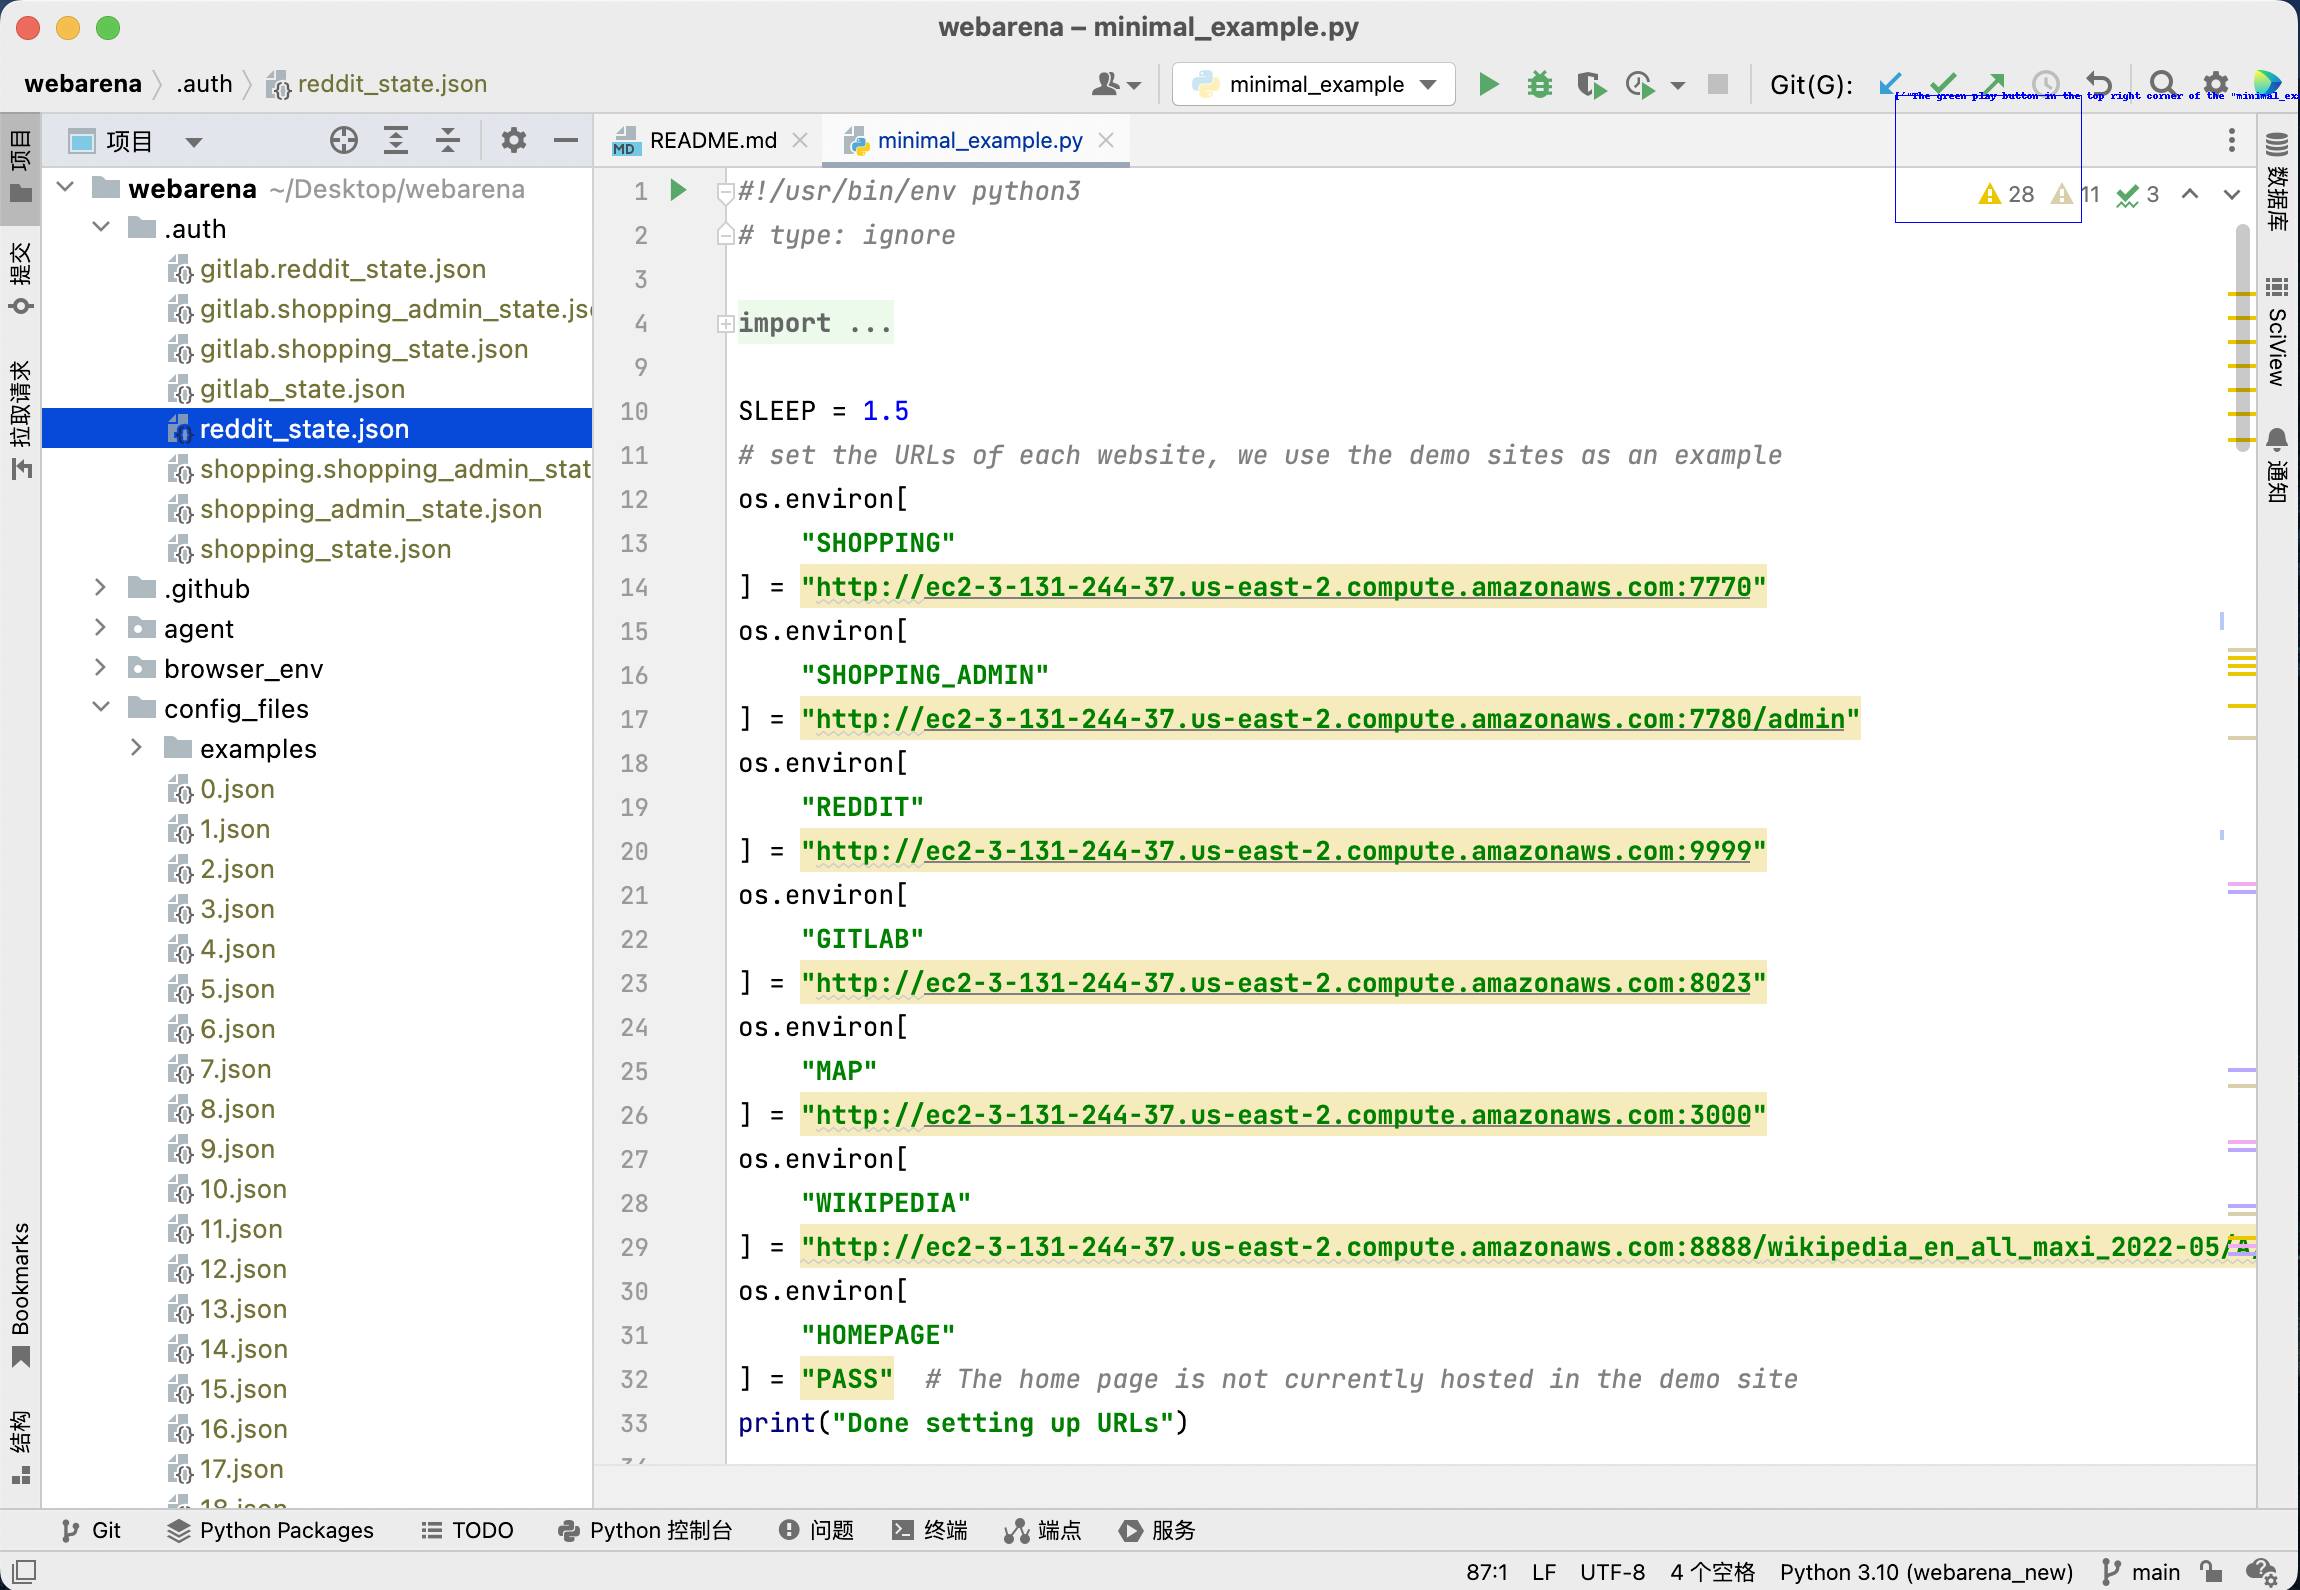 webarena – minimal_example.py
webarena .auth reddit_state.json
minimal_example
Git(G):
["The green play button in the top right corner of the "minimal_exa
项目
README.md minimal_example.py
28 11 3
项目
提交
拉取请求
Bookmarks
结构
webarena ~/Desktop/webarena
.auth
gitlab.reddit_state.json
gitlab.shopping_admin_state.js
gitlab.shopping_state.json
gitlab_state.json
reddit_state.json
shopping.shopping_admin_stat
shopping_admin_state.json
shopping_state.json
.github
agent
browser_env
config_files
examples
0.json
1.json
2.json
3.json
4.json
5.json
6.json
7.json
8.json
9.json
10.json
11.json
12.json
13.json
14.json
15.json
16.json
17.json
18.json
1 #!/usr/bin/env python3
2 # type: ignore
3
4 import ...
9
10 SLEEP = 1.5
11 # set the URLs of each website, we use the demo sites as an example
12 os.environ[
13 "SHOPPING"
14 ] = "http://ec2-3-131-244-37.us-east-2.compute.amazonaws.com:7770"
15 os.environ[
16 "SHOPPING_ADMIN"
17 ] = "http://ec2-3-131-244-37.us-east-2.compute.amazonaws.com:7780/admin"
18 os.environ[
19 "REDDIT"
20 ] = "http://ec2-3-131-244-37.us-east-2.compute.amazonaws.com:9999"
21 os.environ[
22 "GITLAB"
23 ] = "http://ec2-3-131-244-37.us-east-2.compute.amazonaws.com:8023"
24 os.environ[
25 "MAP"
26 ] = "http://ec2-3-131-244-37.us-east-2.compute.amazonaws.com:3000"
27 os.environ[
28 "WIKIPEDIA"
29 ] = "http://ec2-3-131-244-37.us-east-2.compute.amazonaws.com:8888/wikipedia_en_all_maxi_2022-05/A/
30 os.environ[
31 "HOMEPAGE"
32 ] = "PASS" # The home page is not currently hosted in the demo site
33 print("Done setting up URLs")
34
数据库
SciView
通知
Git Python Packages TODO Python 控制台 问题 终端 端点 服务
87:1 LF UTF-8 4 个空格 Python 3.10 (webarena_new) main